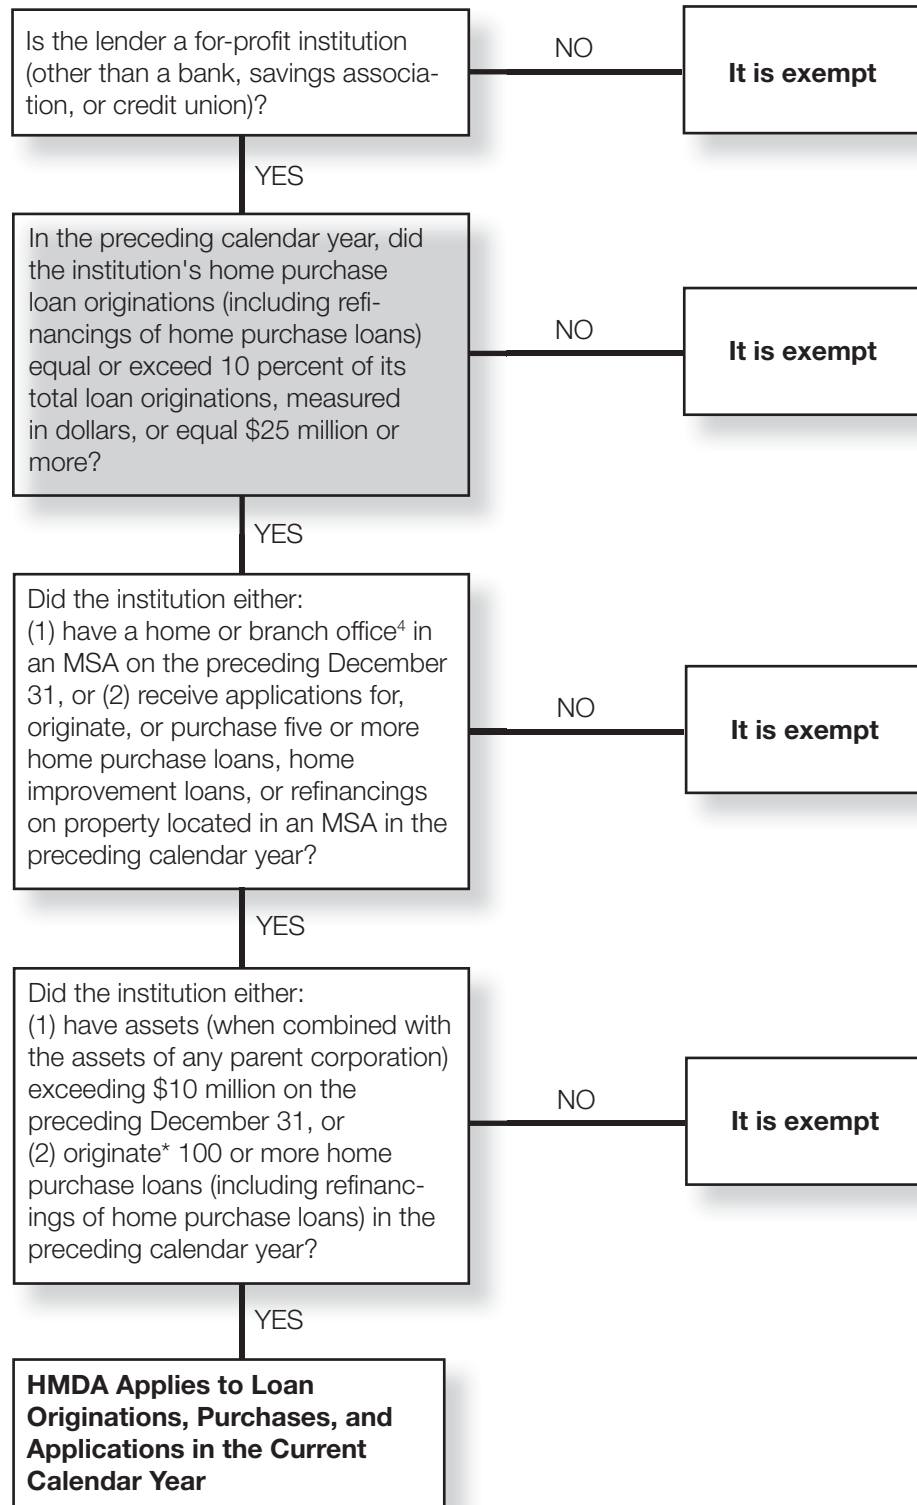 Is the lender a for-profit institution
(other than a bank, savings associa-
tion, or credit union)?
NO
It is exempt
YES
In the preceding calendar year, did
the institution's home purchase
loan originations (including refi-
nancings of home purchase loans)
equal or exceed 10 percent of its
total loan originations, measured
in dollars, or equal $25 million or
more?
NO
It is exempt
YES
Did the institution either:
(1) have a home or branch office⁴ in
an MSA on the preceding December
31, or (2) receive applications for,
originate, or purchase five or more
home purchase loans, home
improvement loans, or refinancings
on property located in an MSA in the
preceding calendar year?
NO
It is exempt
YES
Did the institution either:
(1) have assets (when combined with
the assets of any parent corporation)
exceeding $10 million on the
preceding December 31, or
(2) originate* 100 or more home
purchase loans (including refinanc-
ings of home purchase loans) in the
preceding calendar year?
NO
It is exempt
YES
HMDA Applies to Loan
Originations, Purchases, and
Applications in the Current
Calendar Year